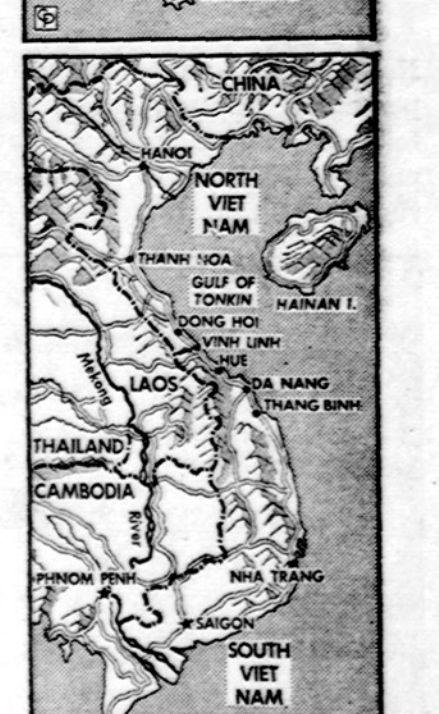 CP
CHINA
HANOI
NORTH
VIET
NAM
THANH HOA
GULF OF
TONKIN
HAINAN I.
DONG HOI
VINH LINH
HUE
Mekong
LAOS
DA NANG
THANG BINH
THAILAND
CAMBODIA
River
PHNOM PENH
NHA TRANG
SAIGON
SOUTH
VIET
NAM